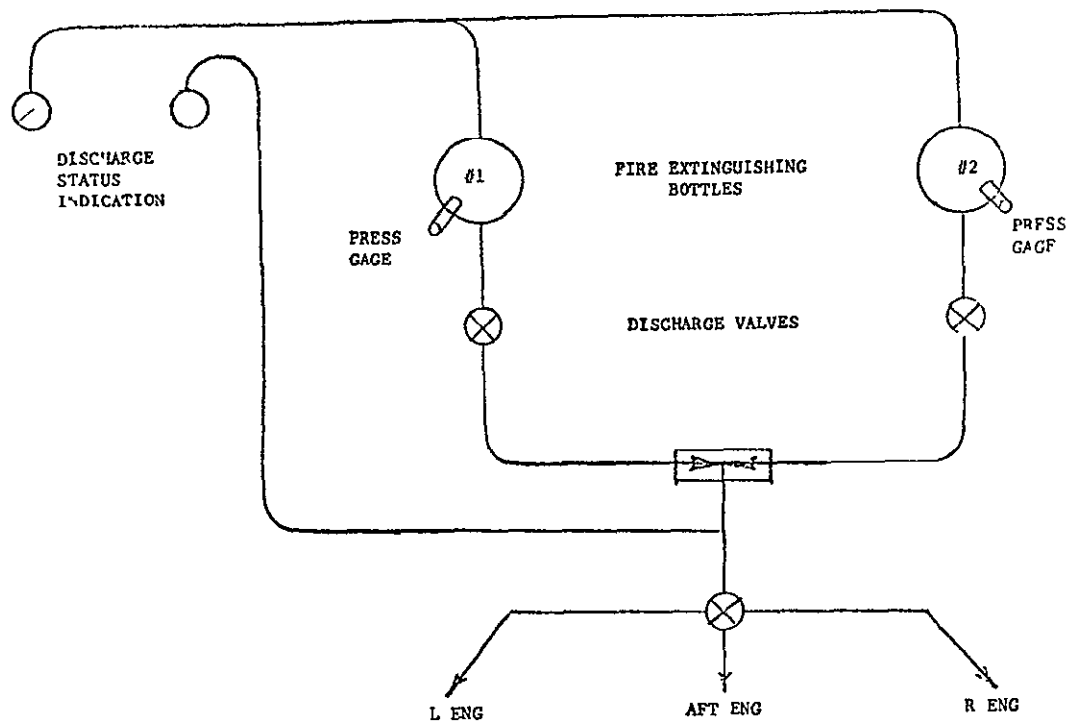 DISCHARGE
STATUS
INDICATION
#1
FIRE EXTINGUISHING
BOTTLES
#2
PRESS
GAGE
PRESS
GAGE
DISCHARGE VALVES
L ENG
AFT ENG
R ENG